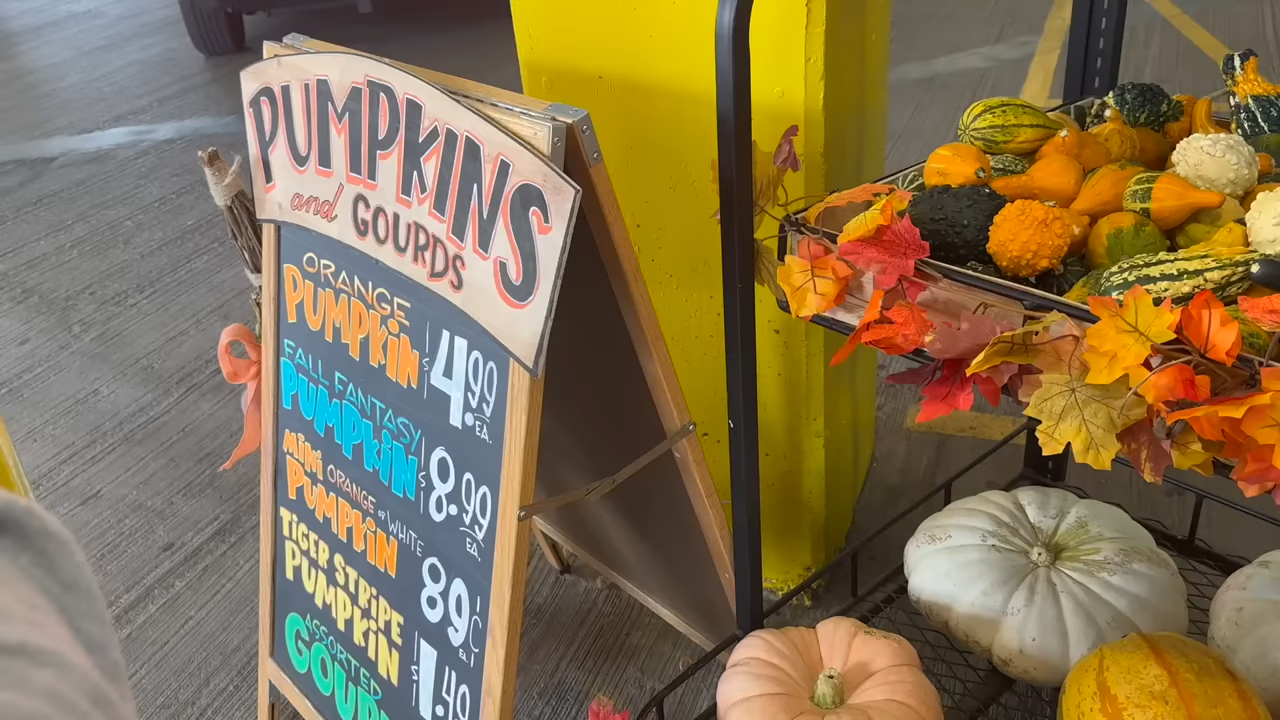 PUMPKINS
and GOURDS
ORANGE
PUMPKIN $4.99 EA.
FALL FANTASY
PUMPKIN $8.99 EA.
MINI ORANGE or WHITE
PUMPKIN 89¢ EA.
TIGER STRIPE
PUMPKIN $1.49
ASSORTED